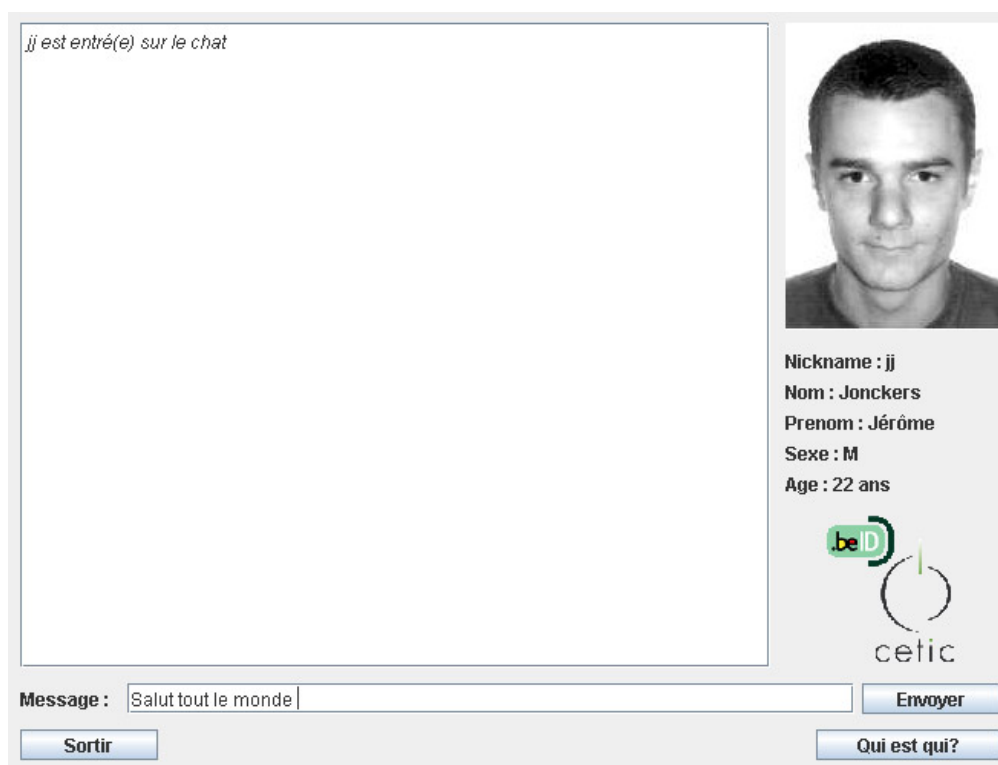 jj est entré(e) sur le chat
Nickname : jj
Nom : Jonckers
Prenom : Jérôme
Sexe : M
Age : 22 ans
.beID
cetic
Message : Salut tout le monde Envoyer
Sortir Qui est qui?